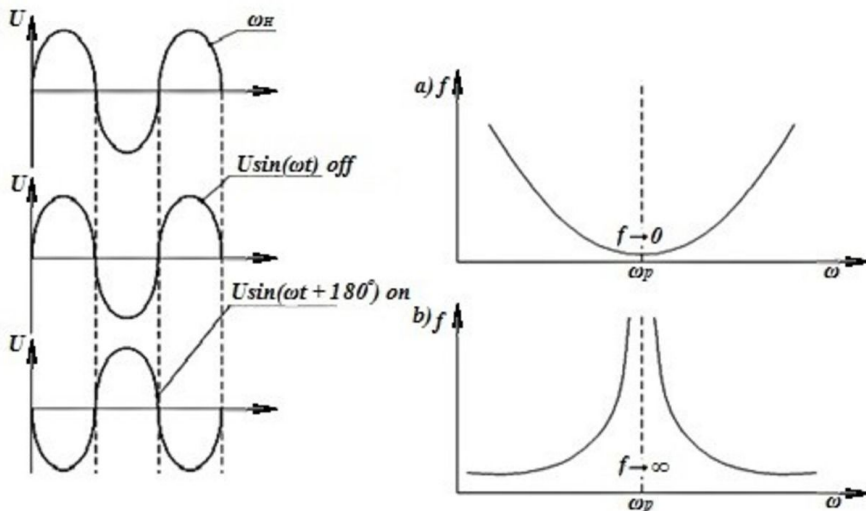 U
ωн
U
Usin(ωt) off
U
Usin(ωt + 180°) on
a) f
f→0
ωp
ω
b) f
f→∞
ωp
ω